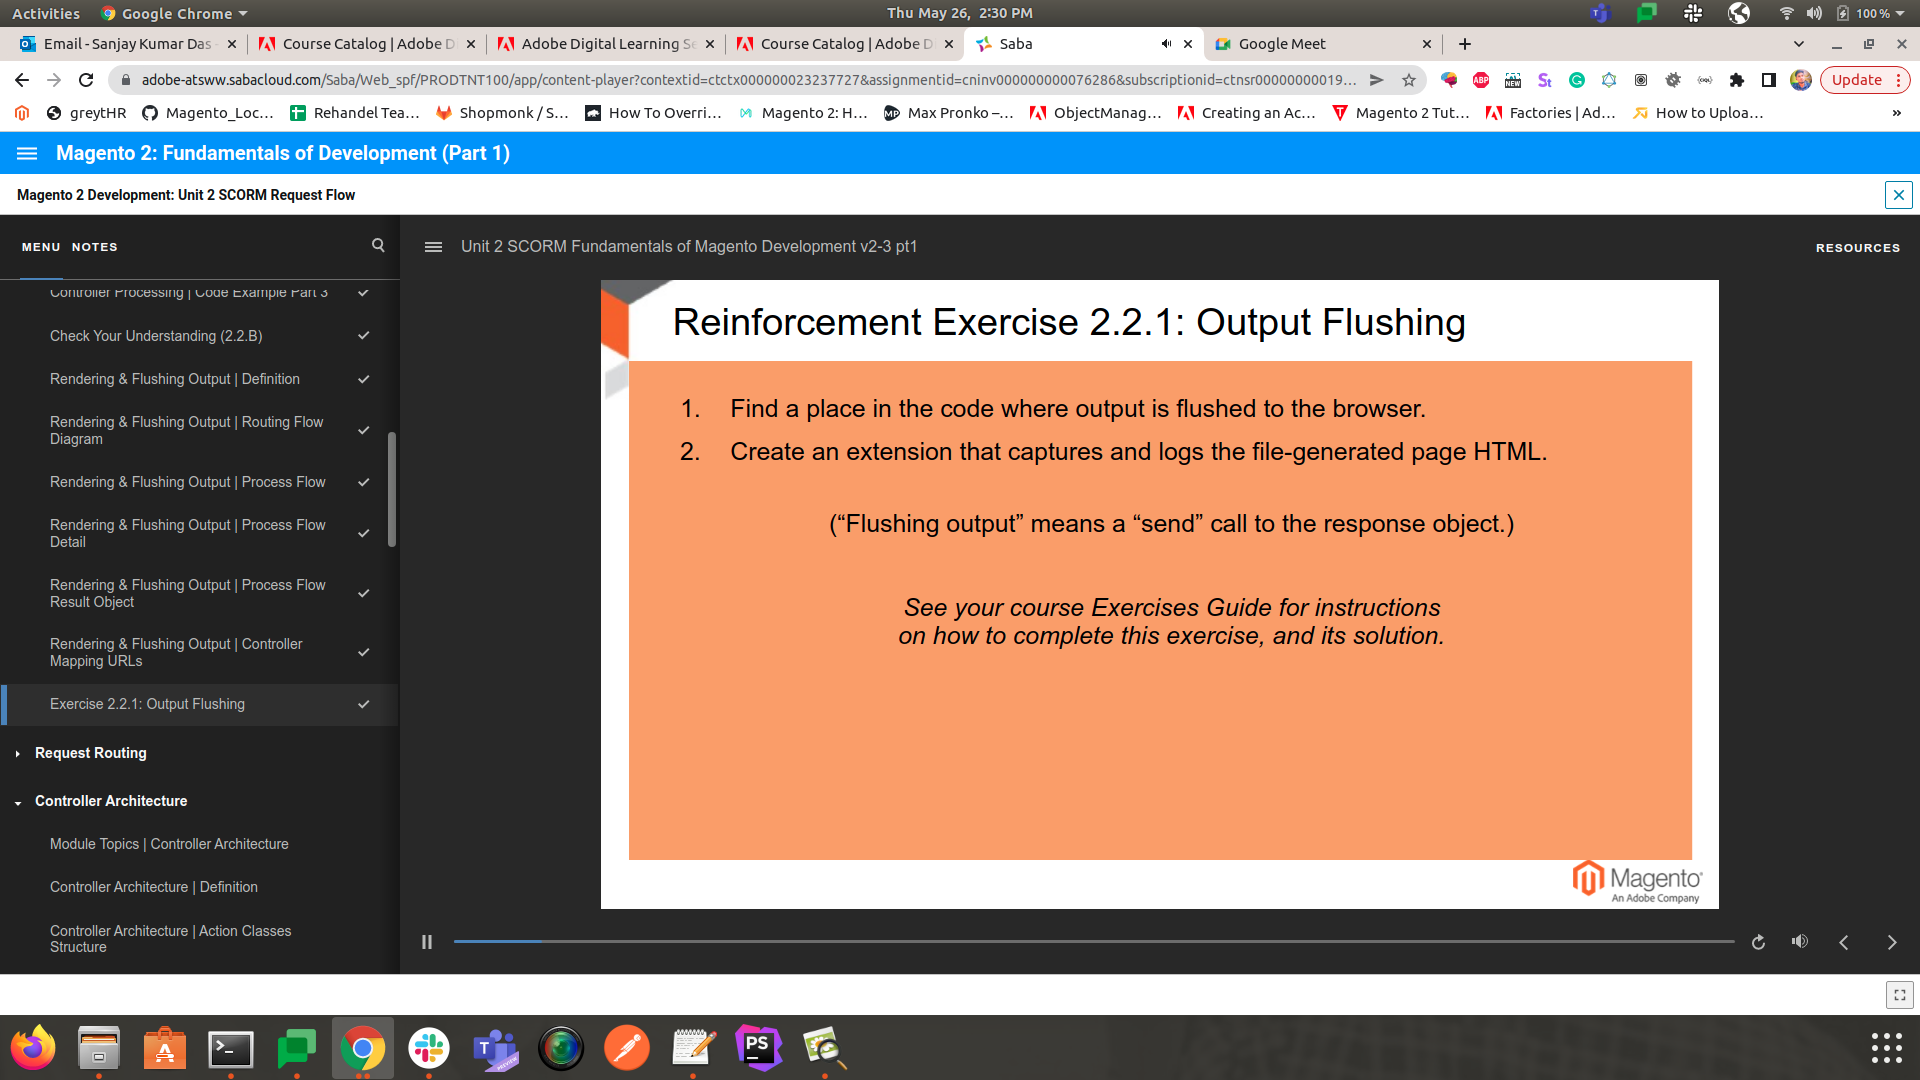 Activities
Google Chrome
Thu May 26, 2:30 PM
100 %
Email - Sanjay Kumar Das -
Course Catalog | Adobe D
Adobe Digital Learning Se
Course Catalog | Adobe D
Saba
Google Meet
adobe-atsww.sabacloud.com/Saba/Web_spf/PRODTNT100/app/content-player?contextid=ctctx000000023237727&assignmentid=cninv000000000076286&subscriptionid=ctnsr00000000019...
Update
greytHR
Magento_Loc...
Rehandel Tea...
Shopmonk / S...
How To Overri...
Magento 2: H...
Max Pronko –...
ObjectManag...
Creating an Ac...
Magento 2 Tut...
Factories | Ad...
How to Uploa...
»
Magento 2: Fundamentals of Development (Part 1)
Magento 2 Development: Unit 2 SCORM Request Flow
MENU
NOTES
Unit 2 SCORM Fundamentals of Magento Development v2-3 pt1
RESOURCES
Controller Processing | Code Example Part 3
Check Your Understanding (2.2.B)
Rendering & Flushing Output | Definition
Rendering & Flushing Output | Routing Flow
Diagram
Rendering & Flushing Output | Process Flow
Rendering & Flushing Output | Process Flow
Detail
Rendering & Flushing Output | Process Flow
Result Object
Rendering & Flushing Output | Controller
Mapping URLs
Exercise 2.2.1: Output Flushing
Request Routing
Controller Architecture
Module Topics | Controller Architecture
Controller Architecture | Definition
Controller Architecture | Action Classes
Structure
Reinforcement Exercise 2.2.1: Output Flushing
1. Find a place in the code where output is flushed to the browser.
2. Create an extension that captures and logs the file-generated page HTML.
(“Flushing output” means a “send” call to the response object.)
See your course Exercises Guide for instructions
on how to complete this exercise, and its solution.
Magento
An Adobe Company